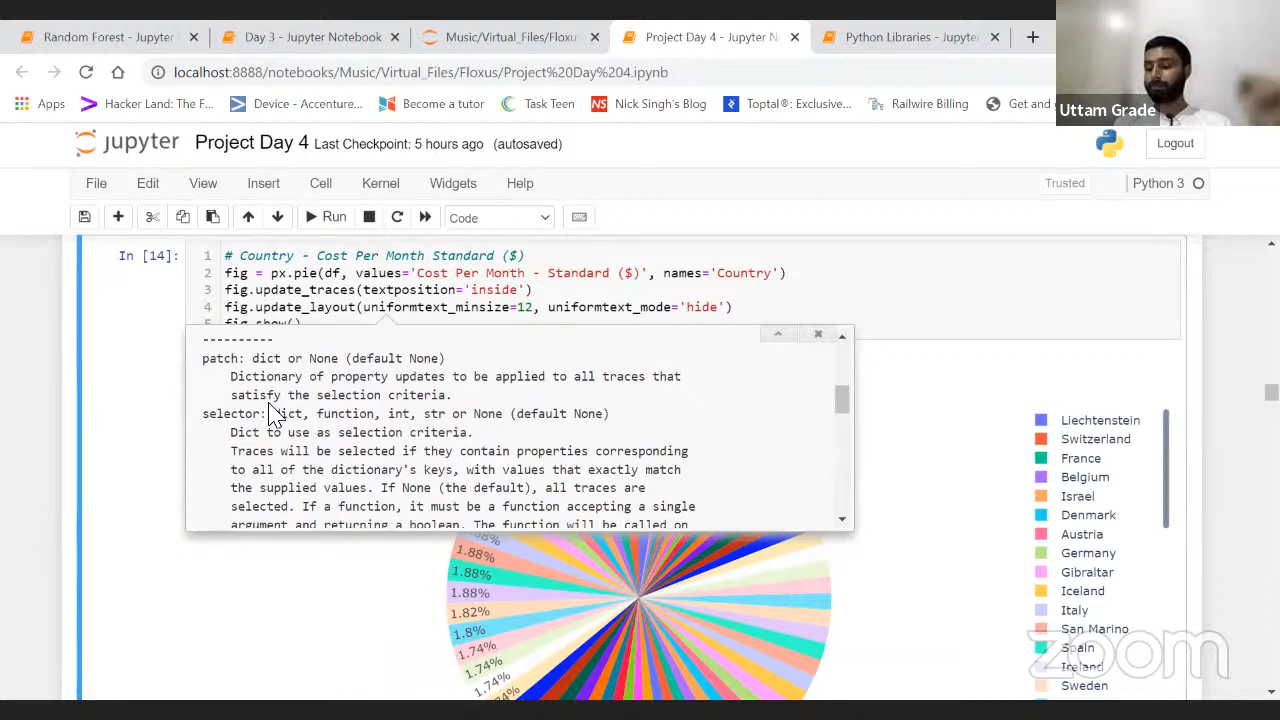 Random Forest - Jupyter
Day 3 - Jupyter Notebook
Music/Virtual_Files/Floxus
Project Day 4 - Jupyter N
Python Libraries - Jupyte
localhost:8888/notebooks/Music/Virtual_Files/Floxus/Project%20Day%204.ipynb
Uttam Grade
Apps
Hacker Land: The F...
Device - Accenture...
Become a tutor
Task Teen
NS
Nick Singh's Blog
Toptal®: Exclusive...
Railwire Billing
Get and
jupyter
Project Day 4
Last Checkpoint: 5 hours ago
(autosaved)
Logout
File
Edit
View
Insert
Cell
Kernel
Widgets
Help
Trusted
Python 3
Run
Code
In [14]:
1 # Country - Cost Per Month Standard ($)
2 fig = px.pie(df, values='Cost Per Month - Standard ($)', names='Country')
3 fig.update_traces(textposition='inside')
4 fig.update_layout(uniformtext_minsize=12, uniformtext_mode='hide')
5 fig.show()
----------
patch: dict or None (default None)
Dictionary of property updates to be applied to all traces that
satisfy the selection criteria.
selector: dict, function, int, str or None (default None)
Dict to use as selection criteria.
Traces will be selected if they contain properties corresponding
to all of the dictionary's keys, with values that exactly match
the supplied values. If None (the default), all traces are
selected. If a function, it must be a function accepting a single
argument and returning a boolean. The function will be called on
1.88%
1.88%
1.88%
1.82%
1.8%
1.74%
1.74%
1.74%
Liechtenstein
Switzerland
France
Belgium
Israel
Denmark
Austria
Germany
Gibraltar
Iceland
Italy
San Marino
Spain
Ireland
Sweden
zoom